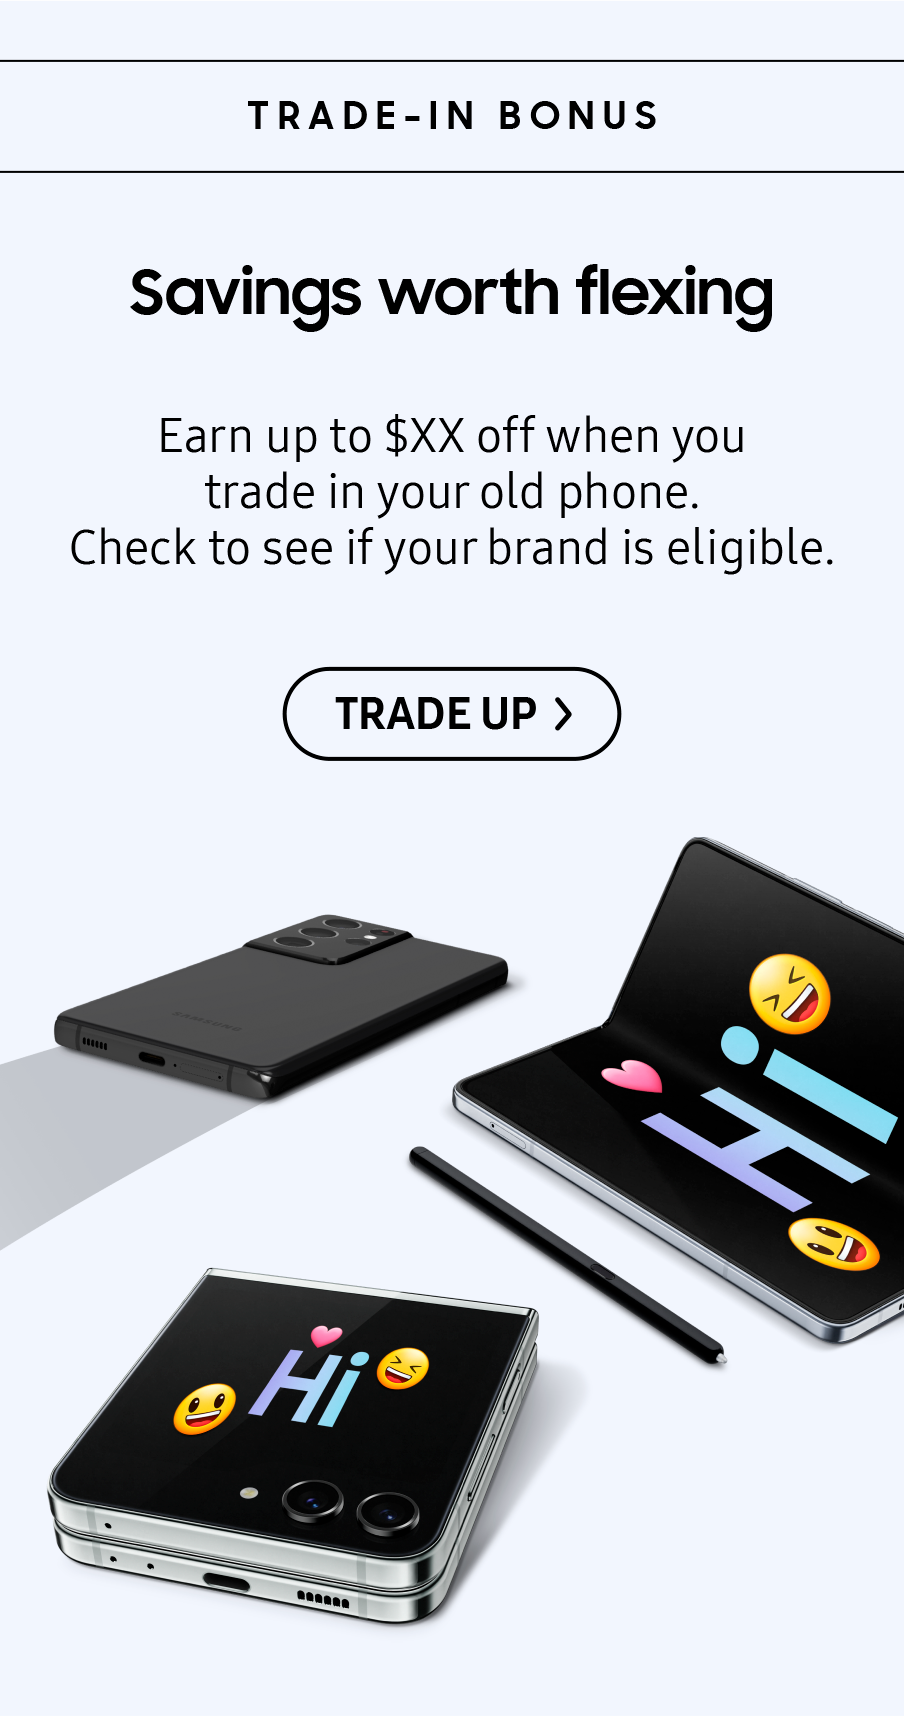 TRADE-IN BONUS
Savings worth flexing
Earn up to $XX off when you
trade in your old phone.
Check to see if your brand is eligible.
TRADE UP
SAMSUNG
Hi
Hi